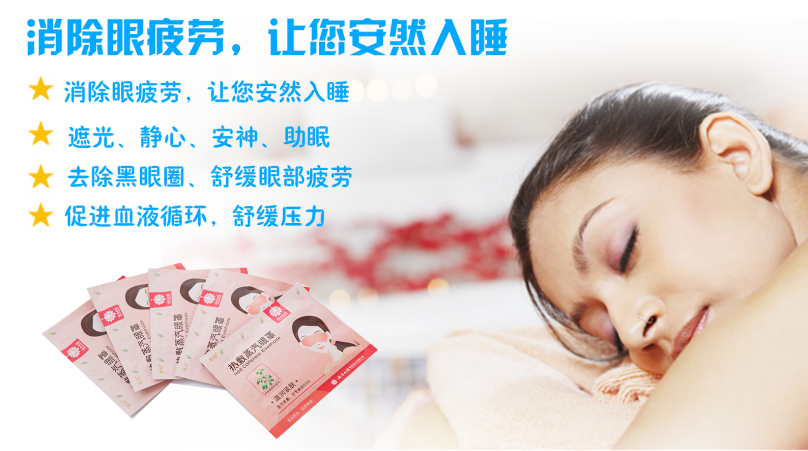 消除眼疲劳，让您安然入睡
消除眼疲劳，让您安然入睡
遮光、静心、安神、助眠
去除黑眼圈、舒缓眼部疲劳
促进血液循环，舒缓压力
热敷蒸汽眼罩